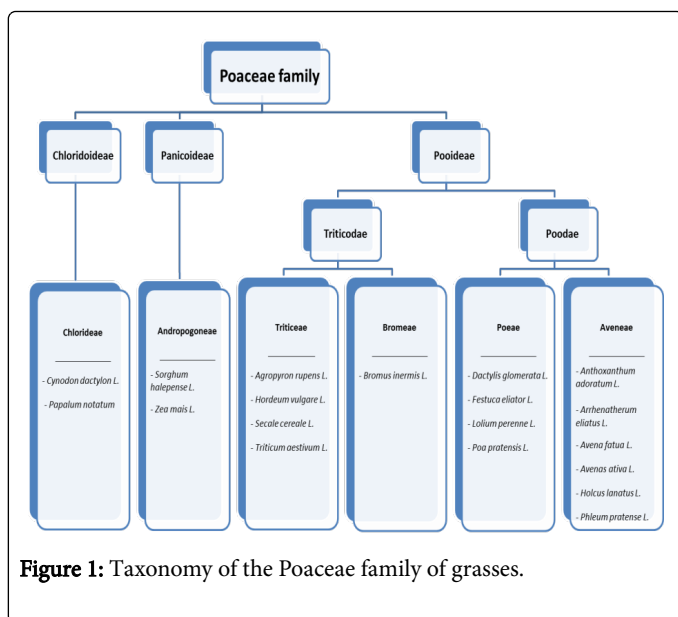 Poaceae family
Chloridoideae
Panicoideae
Pooideae
Triticodae
Poodae
Chlorideae
- Cynodon dactylon L.
- Papalum notatum
Andropogoneae
- Sorghum
halepense L.
- Zea mais L.
Triticeae
- Agropyron rupens L.
- Hordeum vulgare L.
- Secale cereale L.
- Triticum aestivum L.
Bromeae
- Bromus inermis L.
Poeae
- Dactylis glomerata L.
- Festuca eliator L.
- Lolium perenne L.
- Poa pratensis L.
Aveneae
- Anthoxanthum
adoratum L.
- Arrhenatherum
eliatus L.
- Avena fatua L.
- Avenas ativa L.
- Holcus lanatus L.
- Phleum pratense L.
Figure 1: Taxonomy of the Poaceae family of grasses.